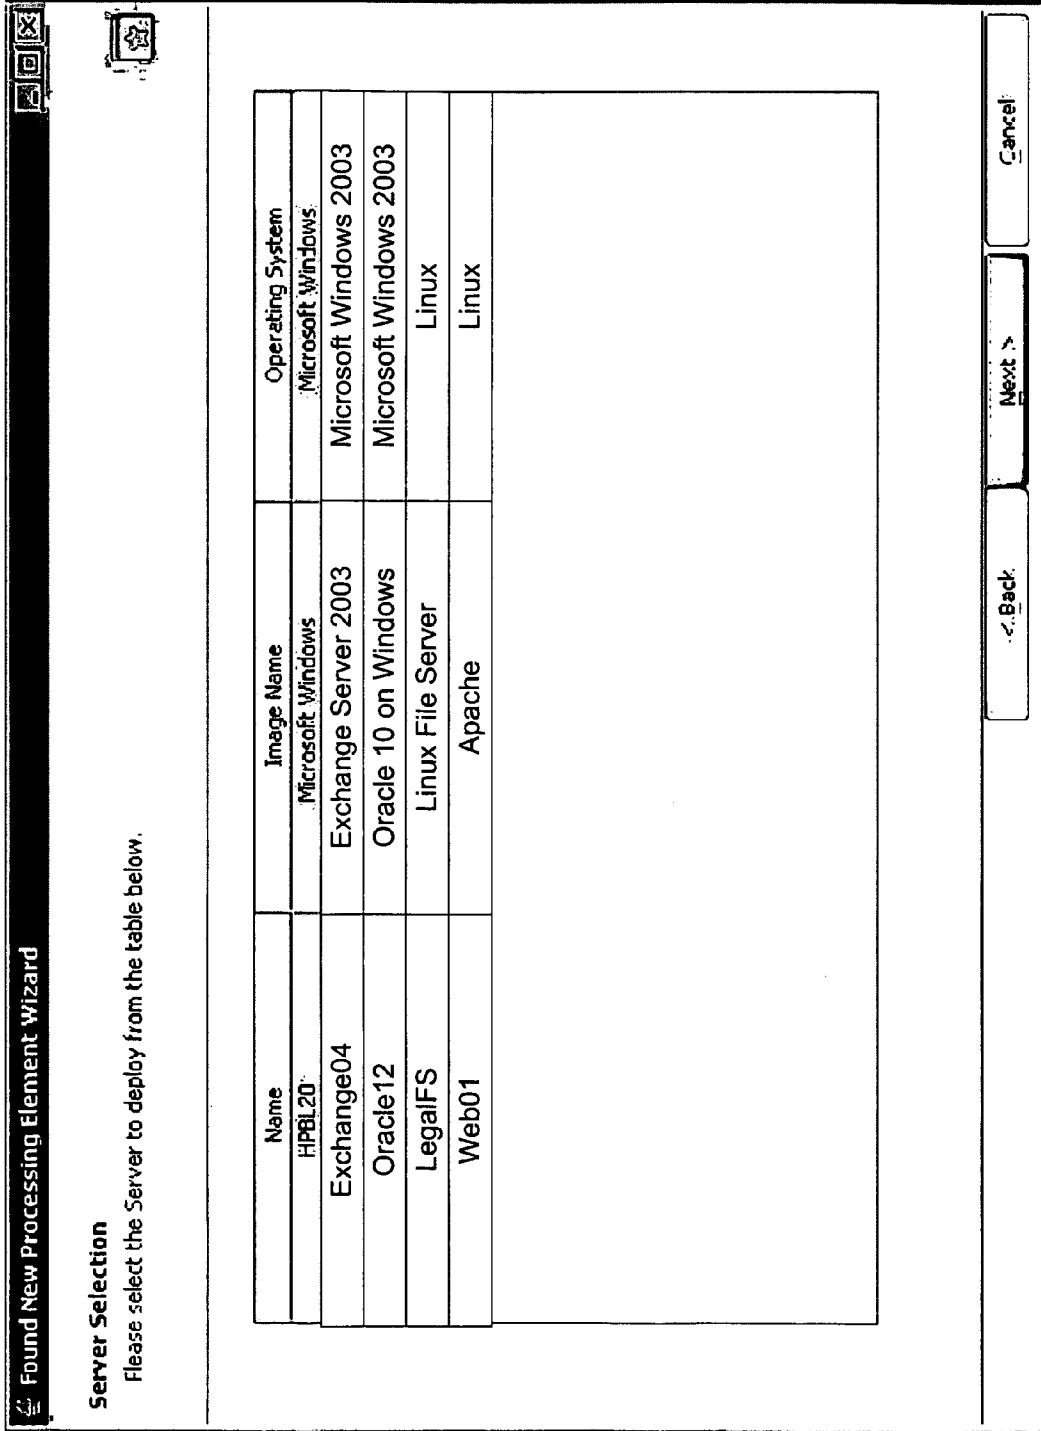 Found New Processing Element Wizard
Server Selection
Please select the Server to deploy from the table below.
Name Image Name Operating System
HPBL20 Microsoft Windows Microsoft Windows
Exchange04 Exchange Server 2003 Microsoft Windows 2003
Oracle12 Oracle 10 on Windows Microsoft Windows 2003
LegalFS Linux File Server Linux
Web01 Apache Linux
< Back Next > Cancel